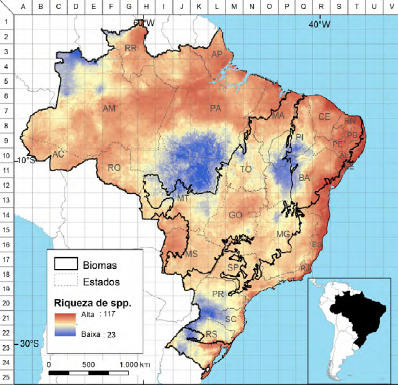 A B C D E F G H I J K L M N O P Q R S T U V
60°W 40°W
1
2
3
4
5
6
7
8
9
10
11
12
13
14
15
16
17
18
19
20
21
22
23
24
25
10°S
30°S
RR
AP
AM
PA
MA
CE
RN
PB
PE
PI
AC
RO
TO
BA
MT
GO
MG
ES
MS
SP
RJ
PR
SC
RS
Biomas
Estados
Riqueza de spp.
Alta : 117
Baixa : 23
0 500 1.000 km